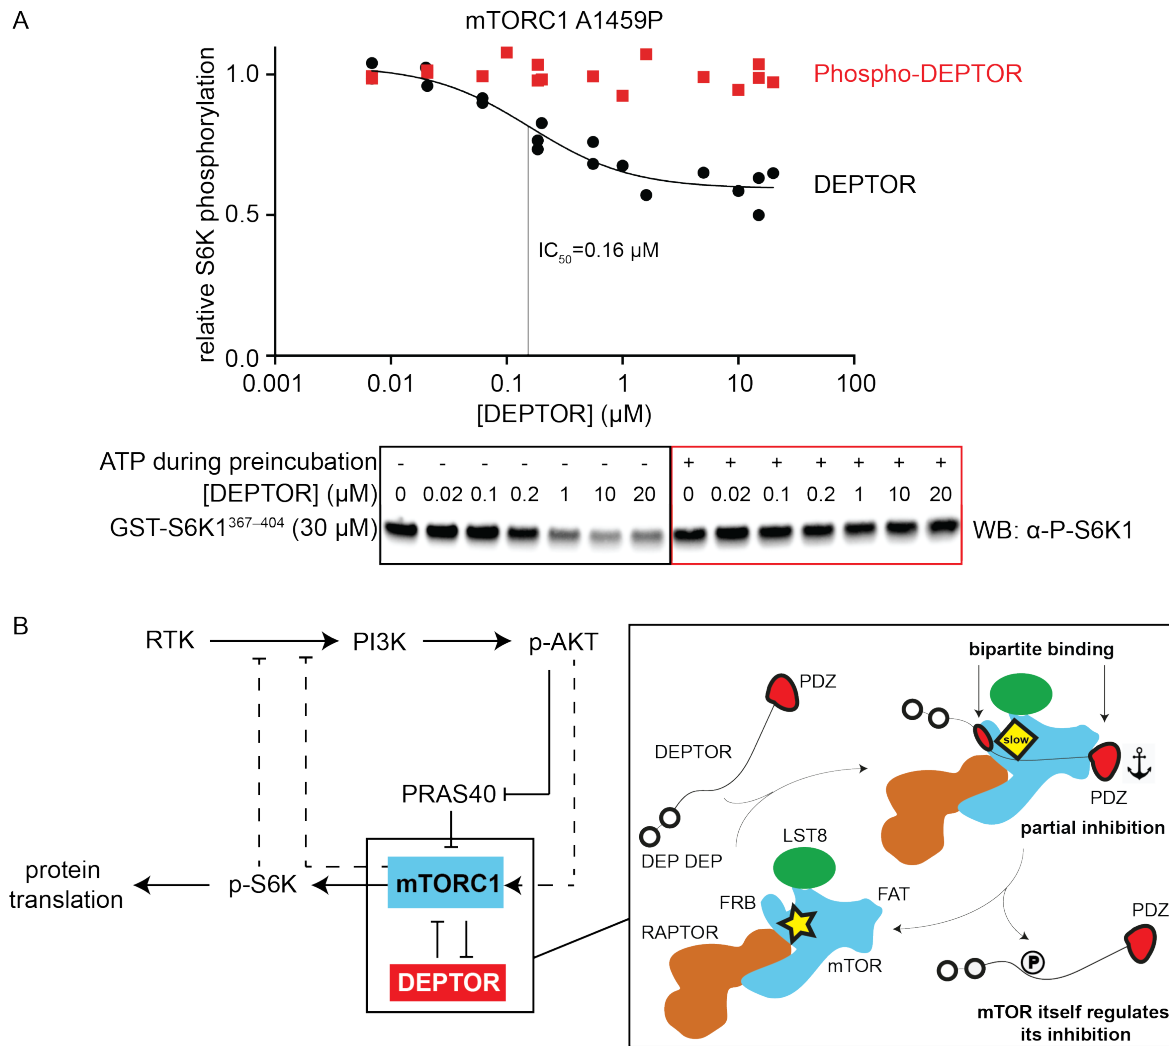 A
mTORC1 A1459P
relative S6K phosphorylation
1.0
0.5
0.0
Phospho-DEPTOR
DEPTOR
IC50=0.16 µM
0.001 0.01 0.1 1 10 100
[DEPTOR] (µM)
ATP during preincubation - - - - - - - + + + + + + +
[DEPTOR] (µM) 0 0.02 0.1 0.2 1 10 20 0 0.02 0.1 0.2 1 10 20
GST-S6K1367–404 (30 µM)
WB: α-P-S6K1
B
RTK PI3K p-AKT
PRAS40
protein
translation
p-S6K
mTORC1
DEPTOR
PDZ
DEPTOR
DEP DEP
bipartite binding
slow
PDZ
partial inhibition
LST8
FRB
FAT
RAPTOR
mTOR
PDZ
P
mTOR itself regulates
its inhibition